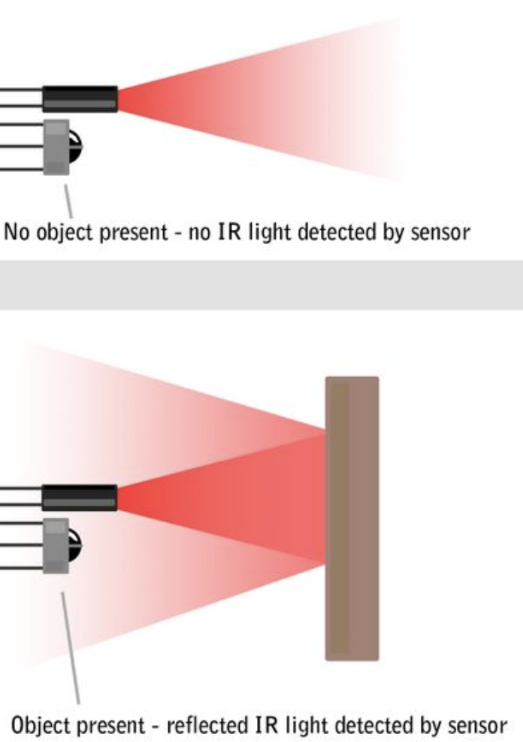 No object present - no IR light detected by sensor
Object present - reflected IR light detected by sensor